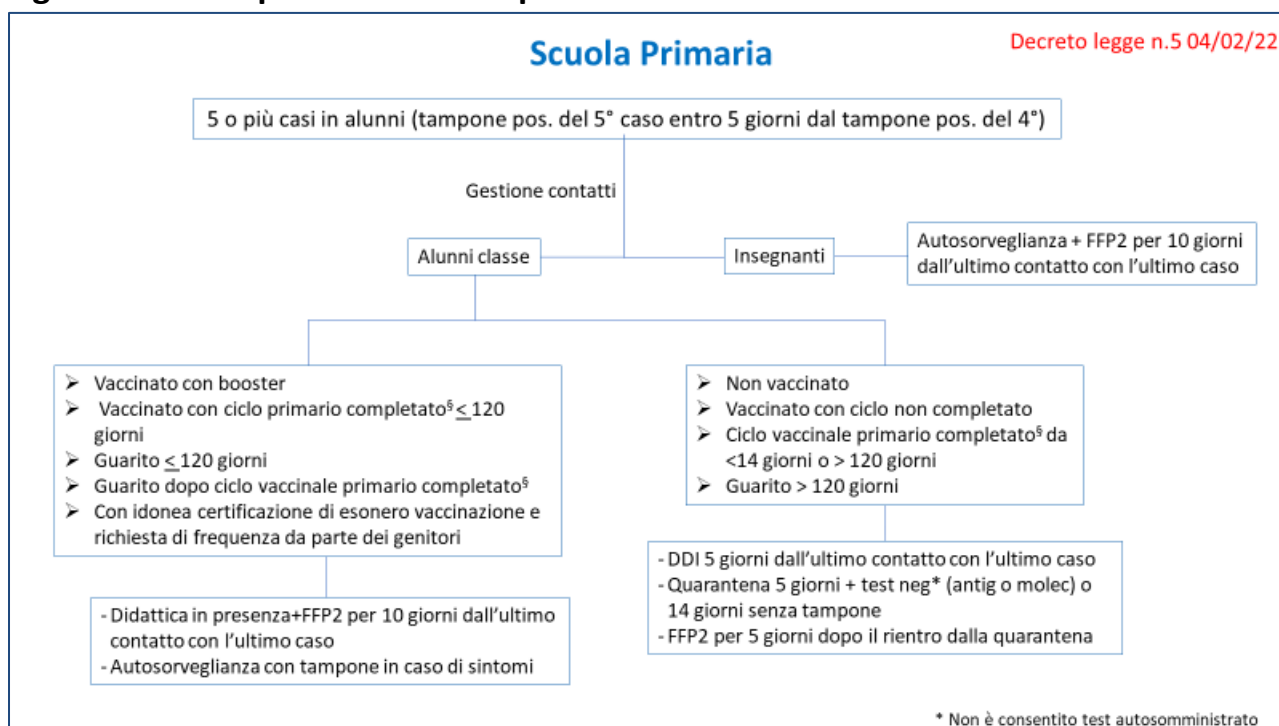 Scuola Primaria
Decreto legge n.5 04/02/22
5 o più casi in alunni (tampone pos. del 5° caso entro 5 giorni dal tampone pos. del 4°)
Gestione contatti
Alunni classe
Insegnanti
Autosorveglianza + FFP2 per 10 giorni
dall'ultimo contatto con l'ultimo caso
➢ Vaccinato con booster
➢ Vaccinato con ciclo primario completato§ < 120
giorni
➢ Guarito < 120 giorni
➢ Guarito dopo ciclo vaccinale primario completato§
➢ Con idonea certificazione di esonero vaccinazione e
richiesta di frequenza da parte dei genitori
➢ Non vaccinato
➢ Vaccinato con ciclo non completato
➢ Ciclo vaccinale primario completato§ da
<14 giorni o > 120 giorni
➢ Guarito > 120 giorni
- Didattica in presenza+FFP2 per 10 giorni dall'ultimo
contatto con l'ultimo caso
- Autosorveglianza con tampone in caso di sintomi
- DDI 5 giorni dall'ultimo contatto con l'ultimo caso
- Quarantena 5 giorni + test neg* (antig o molec) o
14 giorni senza tampone
- FFP2 per 5 giorni dopo il rientro dalla quarantena
* Non è consentito test autosomministrato